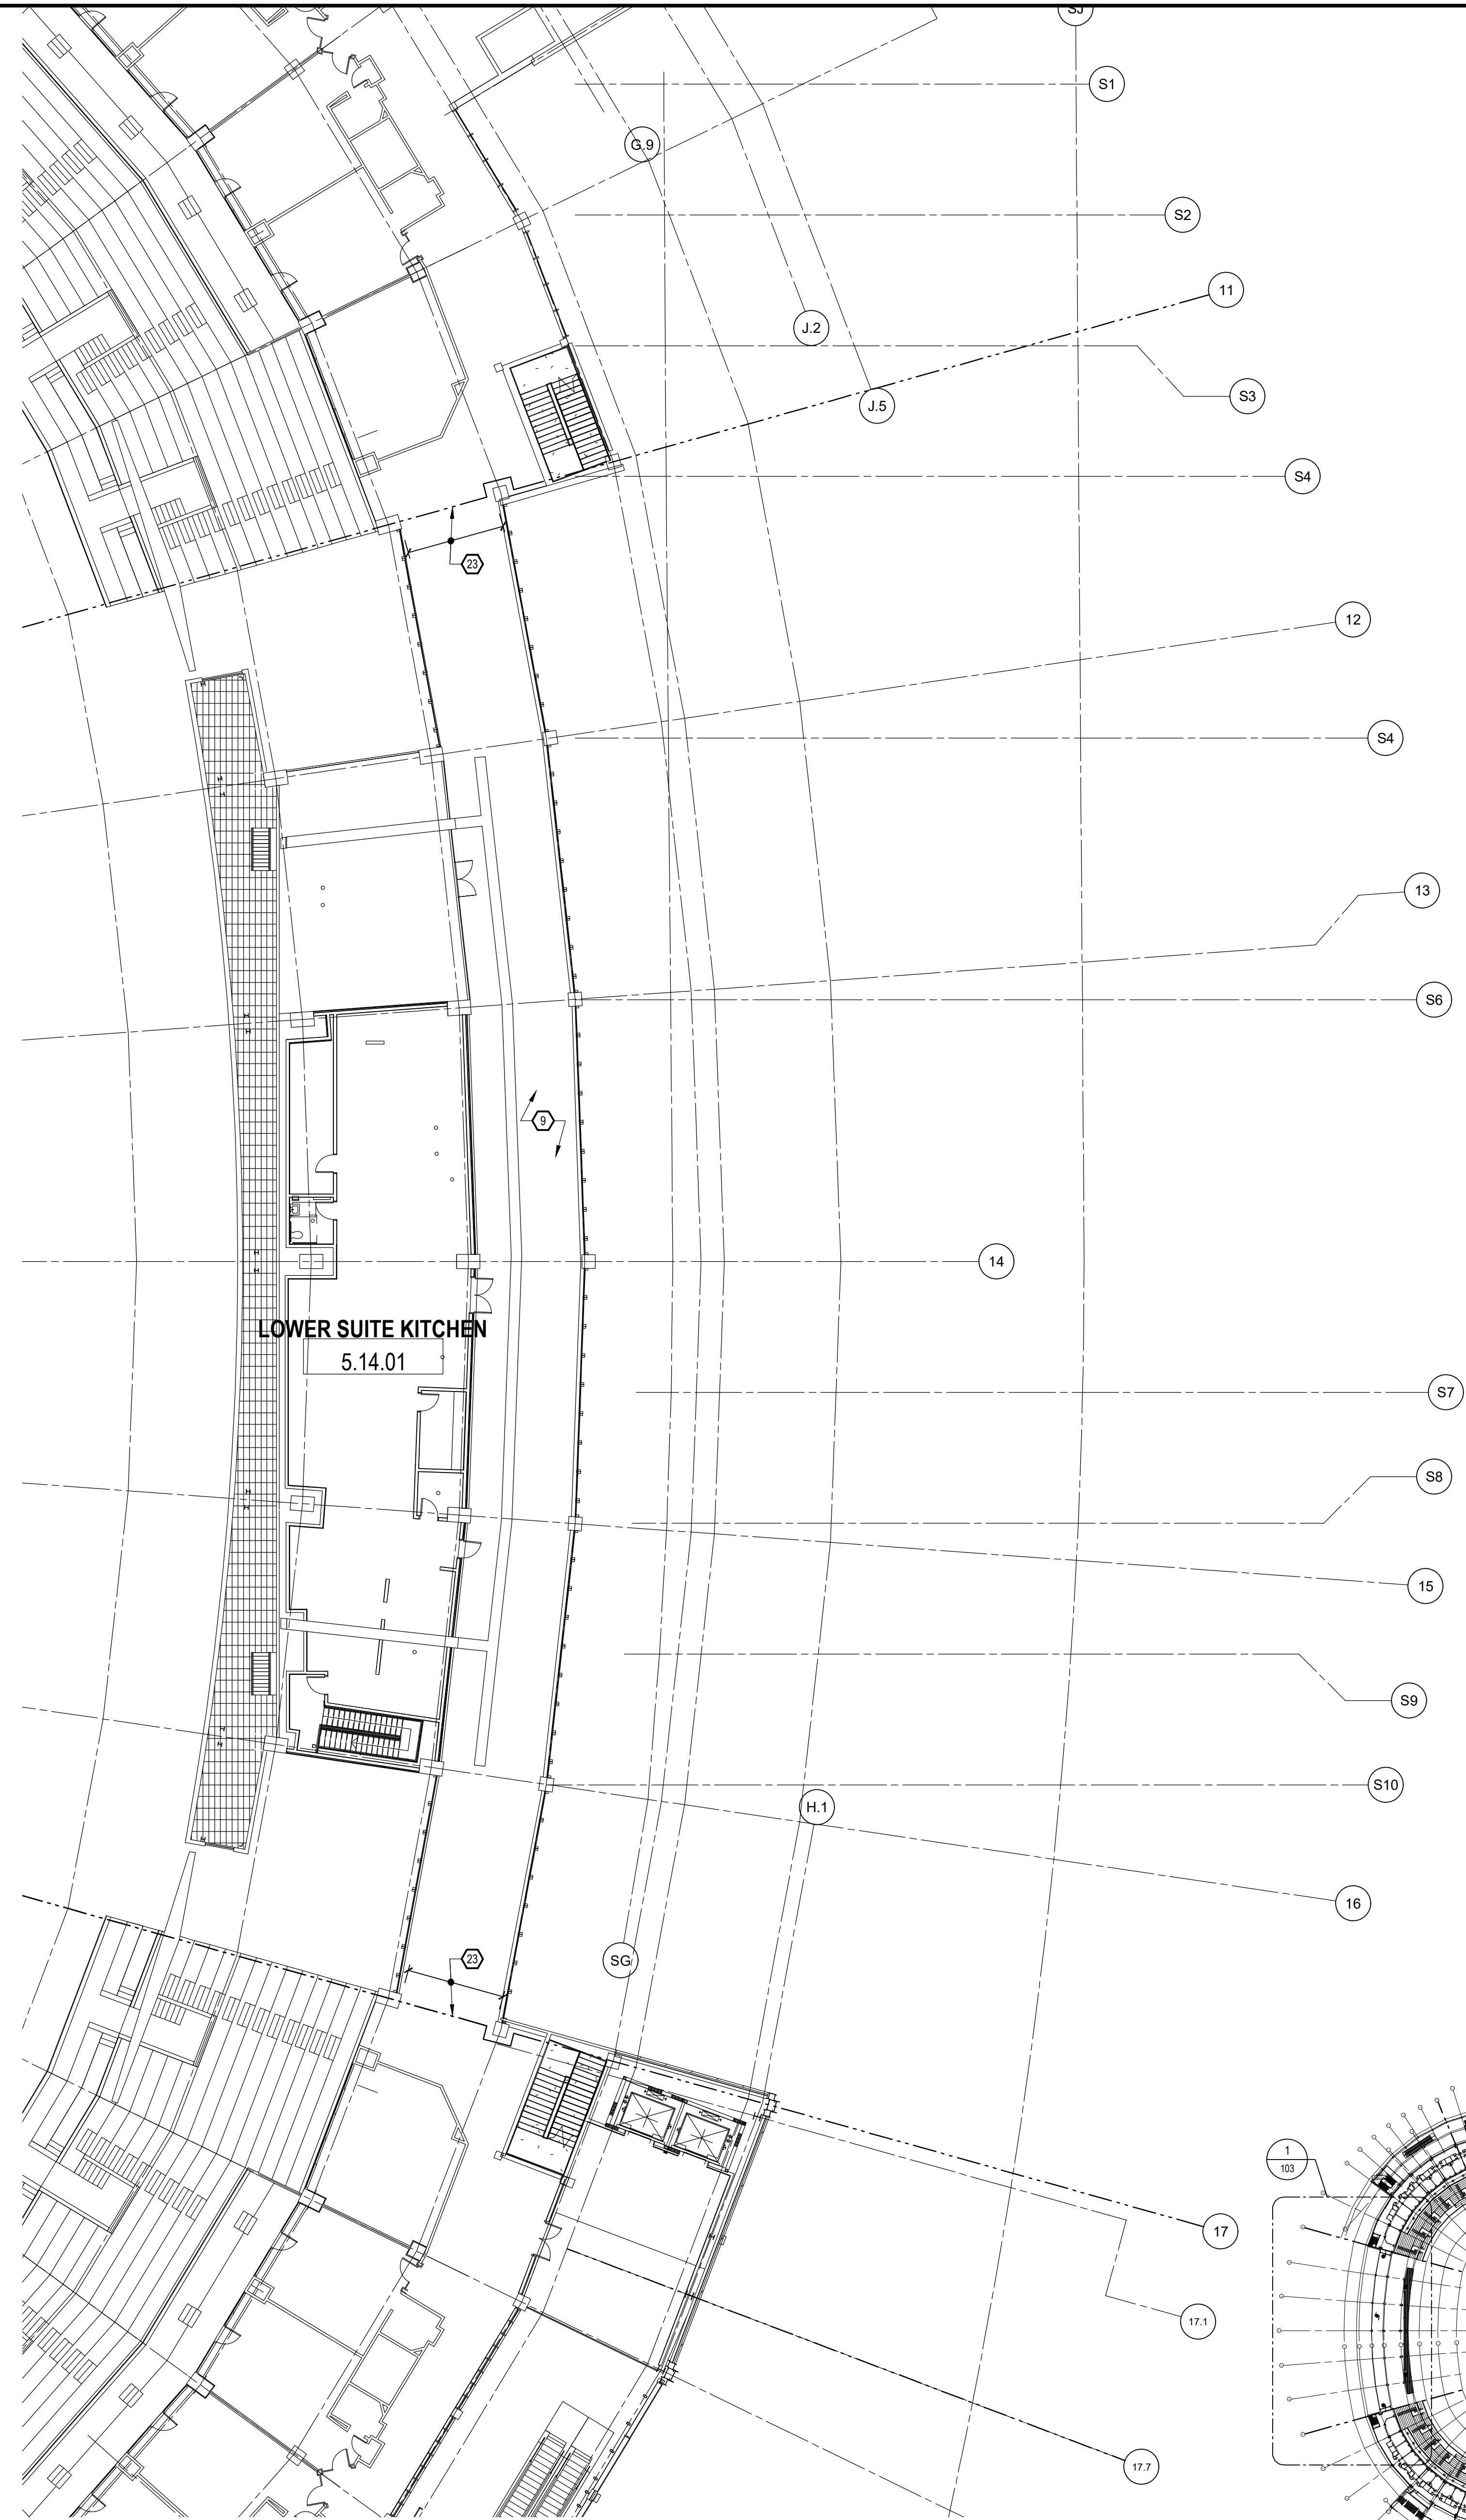 SJ
S1
G.9
S2
11
J.2
S3
J.5
S4
23
12
S4
13
S6
9
14
LOWER SUITE KITCHEN
5.14.01
S7
S8
15
S9
S10
H.1
16
23
SG
1
103
17
17.1
17.7